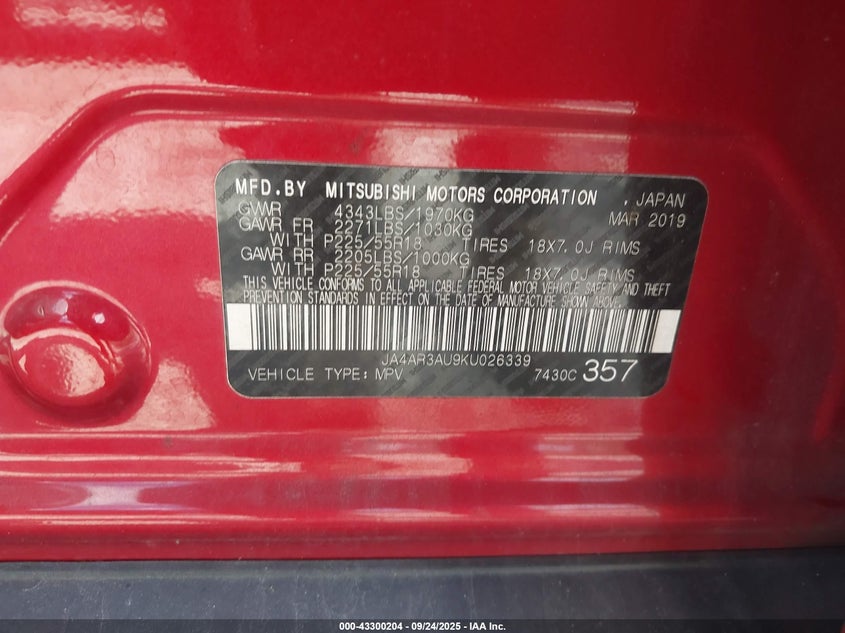 MFD.BY MITSUBISHI MOTORS CORPORATION , JAPAN
GVWR 4343LBS/1970KG MAR 2019
GAWR FR 2271LBS/1030KG
WITH P225/55R18 TIRES 18X7.0J RIMS
GAWR RR 2205LBS/1000KG
WITH P225/55R18 TIRES 18X7.0J RIMS
THIS VEHICLE CONFORMS TO ALL APPLICABLE FEDERAL MOTOR VEHICLE SAFETY AND THEFT
PREVENTION STANDARDS IN EFFECT ON THE DATE OF MANUFACTURE SHOWN ABOVE.
JA4AR3AU9KU026339
VEHICLE TYPE: MPV 7430C 357
000-43300204 - 09/24/2025 - IAA Inc.